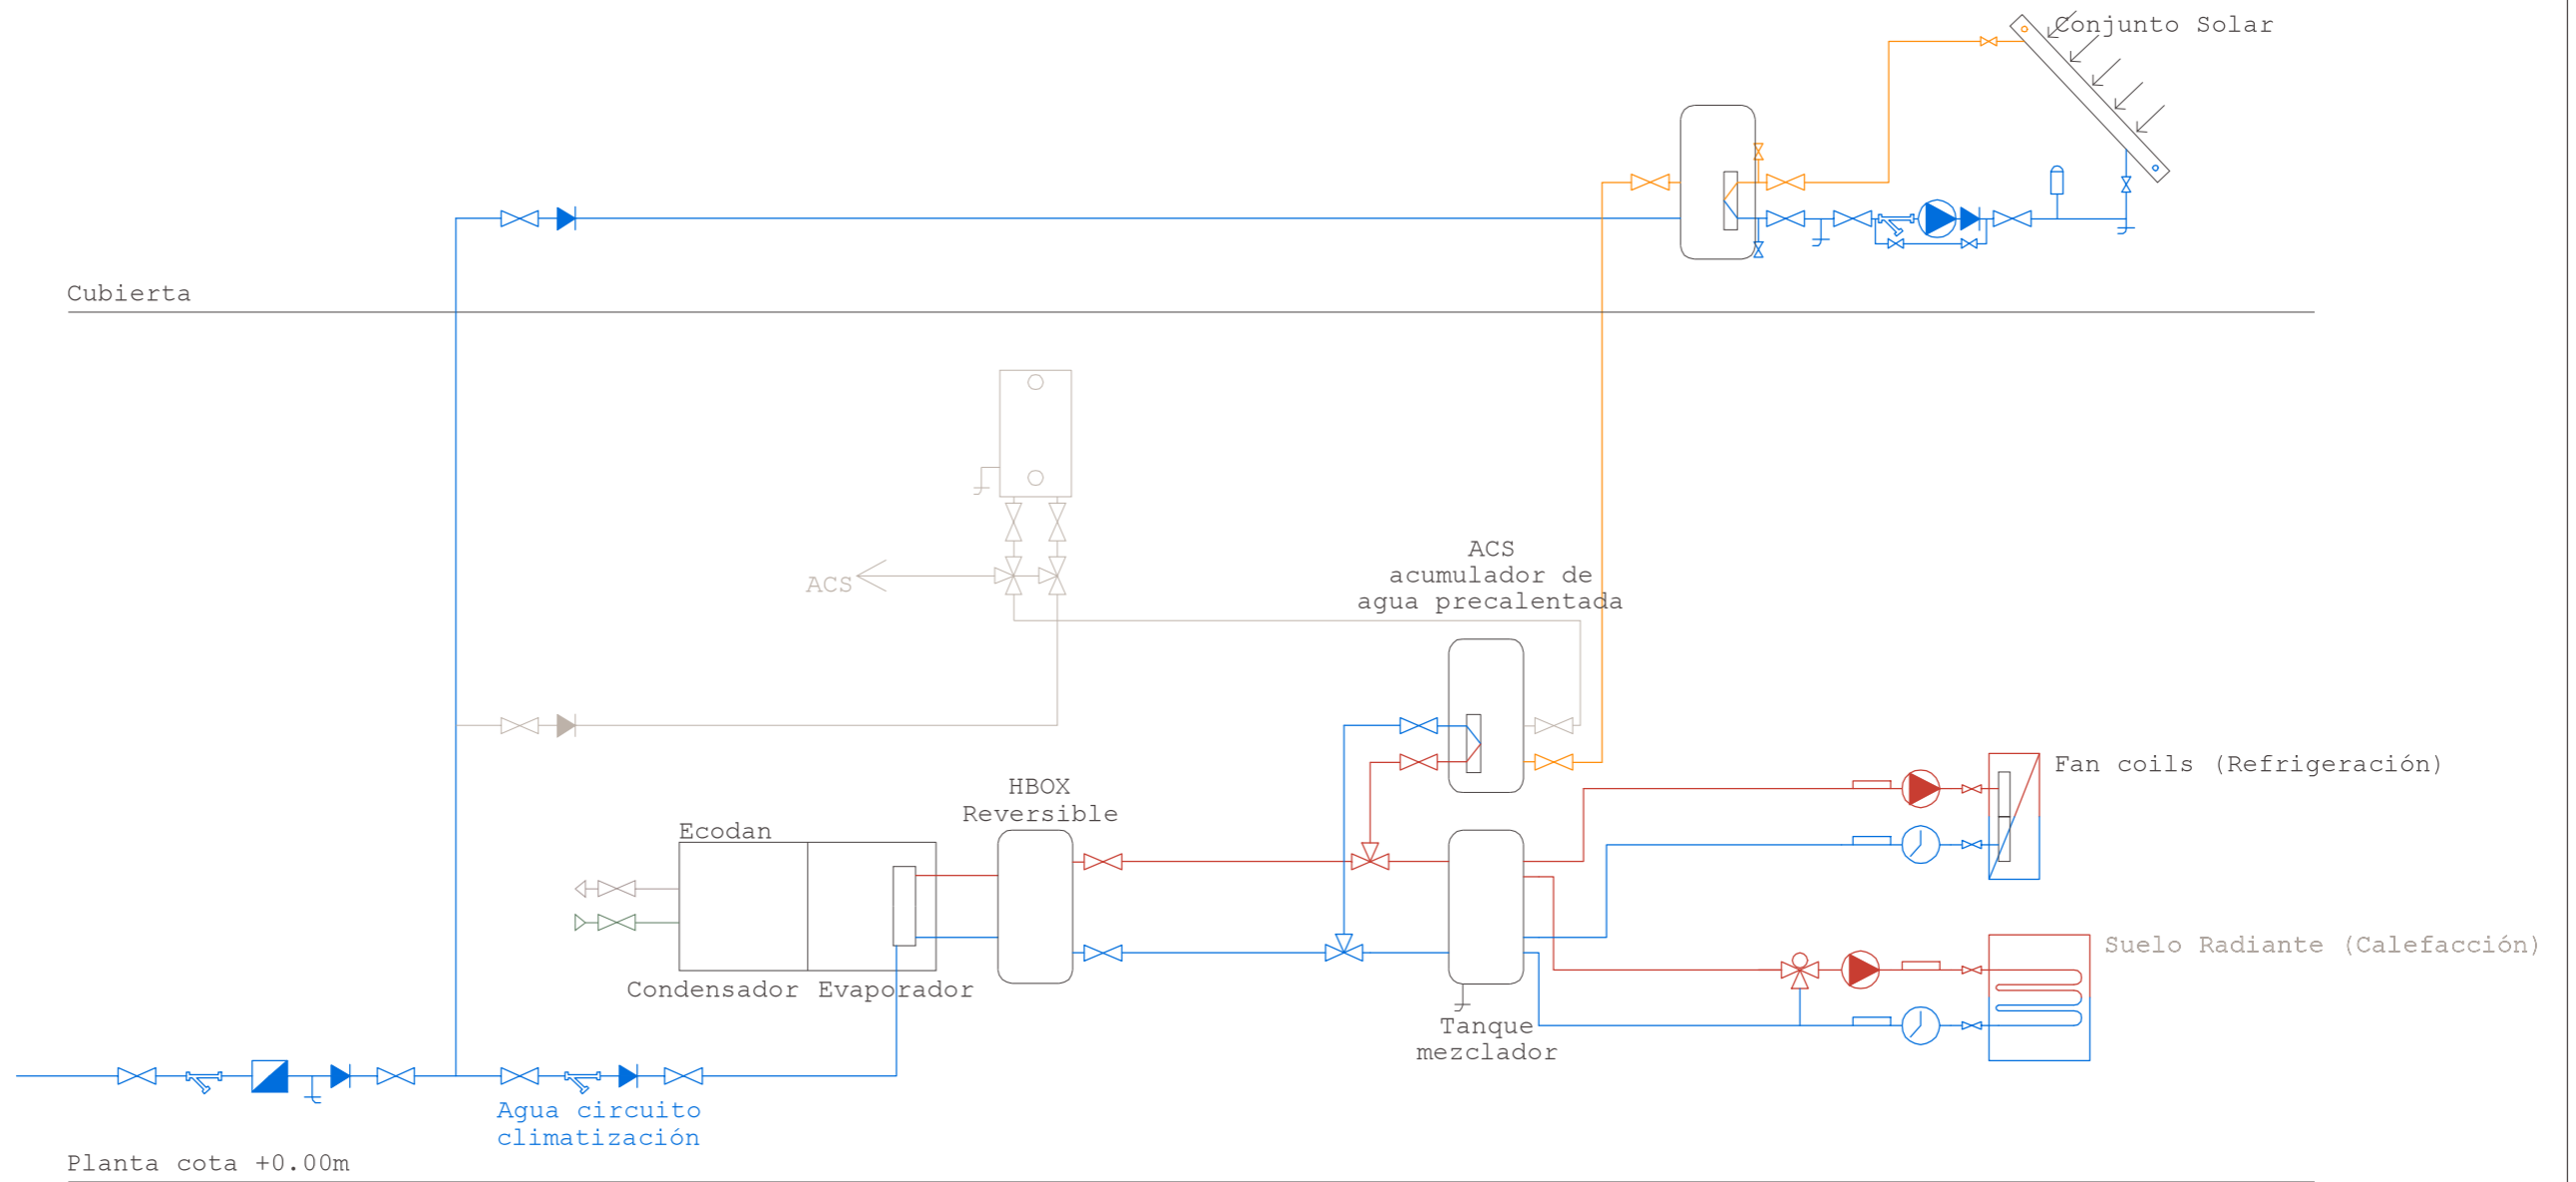 Conjunto Solar
Cubierta
ACS
acumulador de
agua precalentada
ACS
Fan coils (Refrigeración)
HBOX
Reversible
Ecodan
Suelo Radiante (Calefacción)
Condensador Evaporador
Tanque
mezclador
Agua circuito
climatización
Planta cota +0.00m